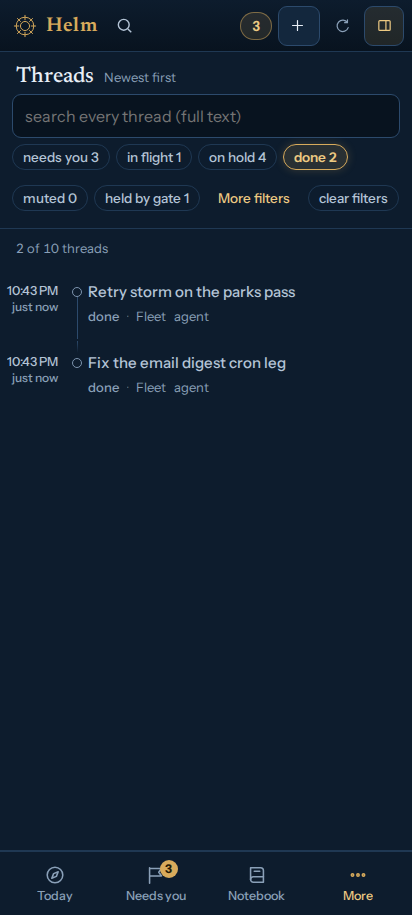 Helm
3
Threads Newest first
search every thread (full text)
needs you 3 in flight 1 on hold 4 done 2
muted 0 held by gate 1 More filters clear filters
2 of 10 threads
10:43 PM Retry storm on the parks pass
just now done · Fleet agent
10:43 PM Fix the email digest cron leg
just now done · Fleet agent
3
Today Needs you Notebook More